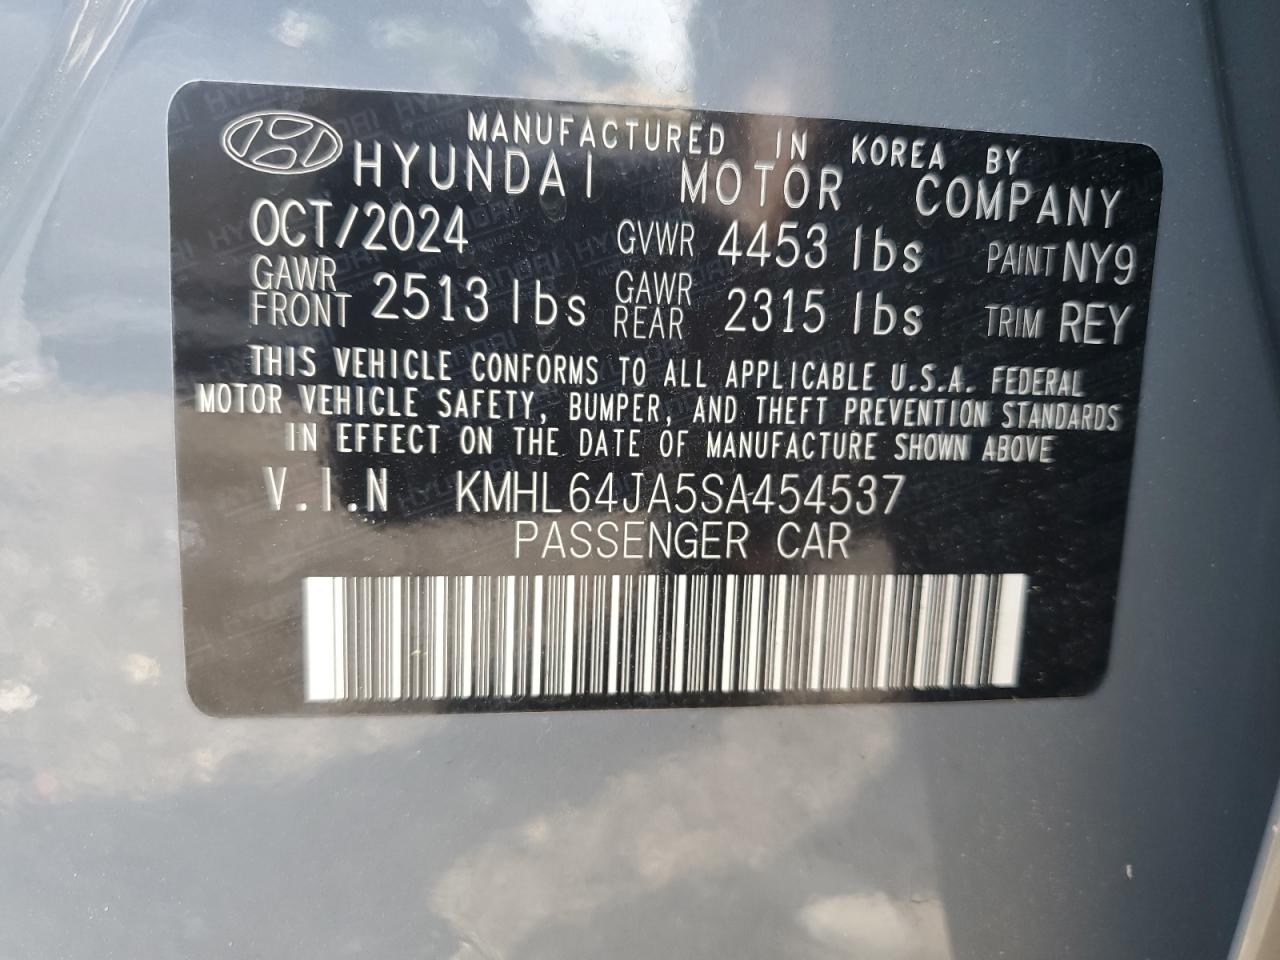 MANUFACTURED IN KOREA BY
HYUNDAI MOTOR COMPANY
OCT/2024 GVWR 4453 lbs PAINT NY9
GAWR FRONT 2513 lbs GAWR REAR 2315 lbs TRIM REY
THIS VEHICLE CONFORMS TO ALL APPLICABLE U.S.A. FEDERAL
MOTOR VEHICLE SAFETY, BUMPER, AND THEFT PREVENTION STANDARDS
IN EFFECT ON THE DATE OF MANUFACTURE SHOWN ABOVE
V.I.N KMHL64JA5SA454537
PASSENGER CAR